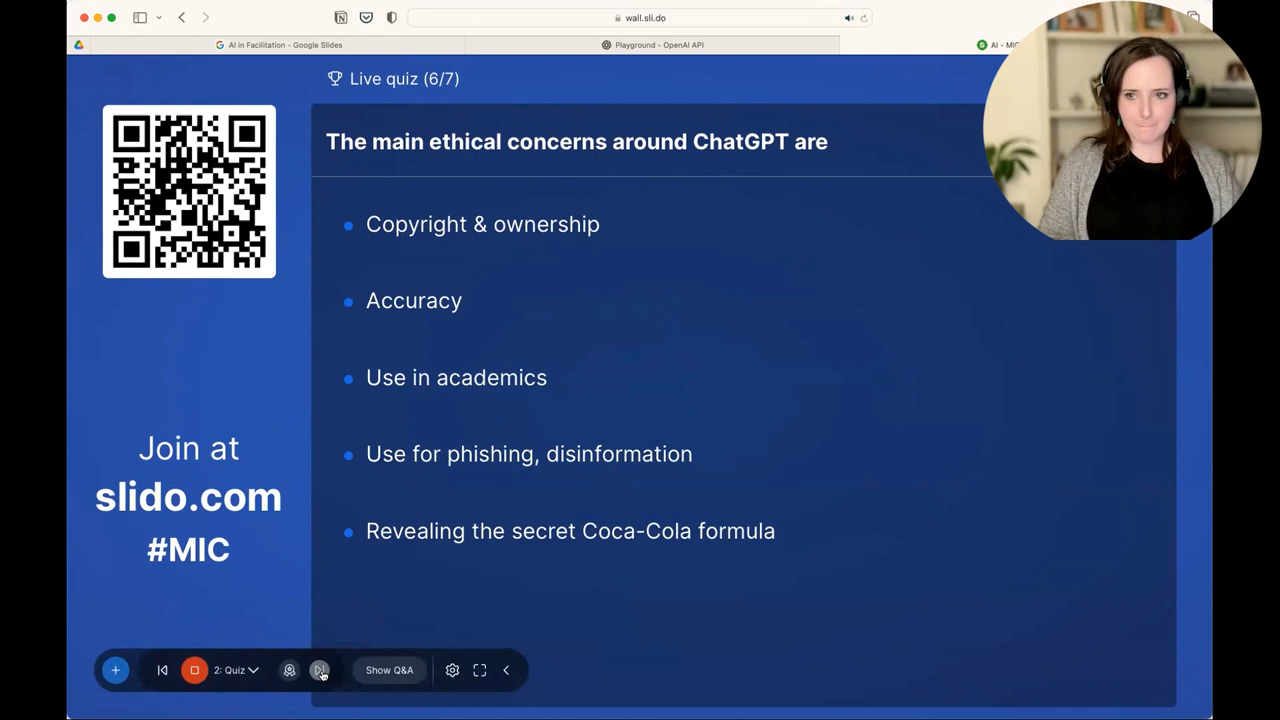 wall.sli.do
AI in Facilitation - Google Slides
Playground - OpenAI API
AI - MIC
Live quiz (6/7)
The main ethical concerns around ChatGPT are
Copyright & ownership
Accuracy
Use in academics
Use for phishing, disinformation
Revealing the secret Coca-Cola formula
Join at
slido.com
#MIC
2: Quiz
Show Q&A